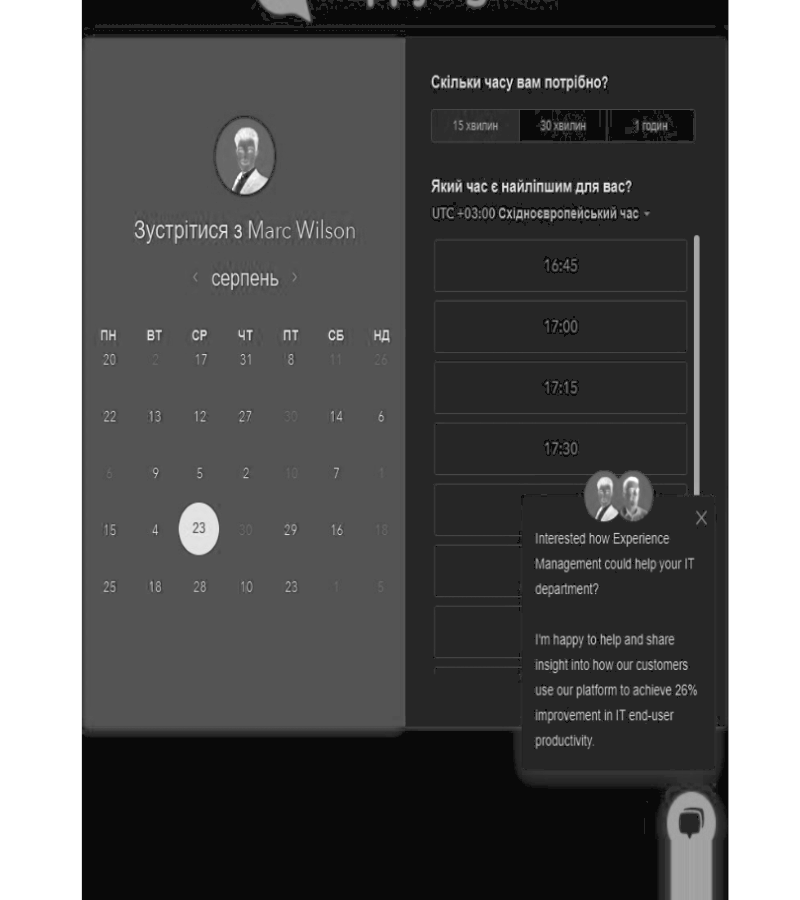 Зустрітися з Marc Wilson
серпень
ПН ВТ СР ЧТ ПТ СБ НД
20 2 17 31 8 11 26
22 13 12 27 30 14 6
9 5 2 10 7 1
15 4 23 30 29 16 18
25 18 28 10 23 1 5
Скільки часу вам потрібно?
15 хвилин 30 хвилин 1 годин
Який час є найліпшим для вас?
UTC +03:00 Східноєвропейський час
16:45
17:00
17:15
17:30
Interested how Experience
Management could help your IT
department?
I'm happy to help and share
insight into how our customers
use our platform to achieve 26%
improvement in IT end-user
productivity.